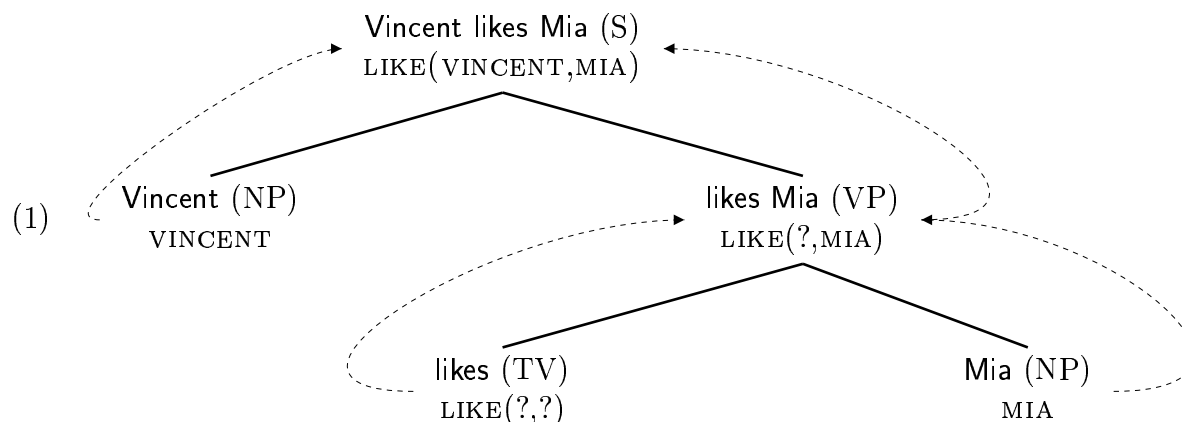 Vincent likes Mia (S)
LIKE(VINCENT,MIA)
(1)
Vincent (NP)
VINCENT
likes Mia (VP)
LIKE(?,MIA)
likes (TV)
LIKE(?,?)
Mia (NP)
MIA